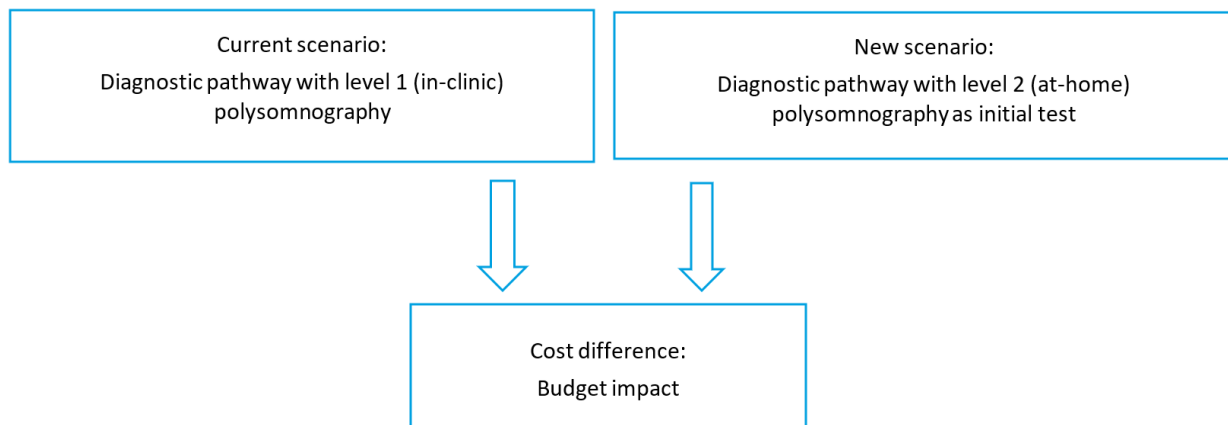 Current scenario:
Diagnostic pathway with level 1 (in-clinic)
polysomnography
New scenario:
Diagnostic pathway with level 2 (at-home)
polysomnography as initial test
Cost difference:
Budget impact